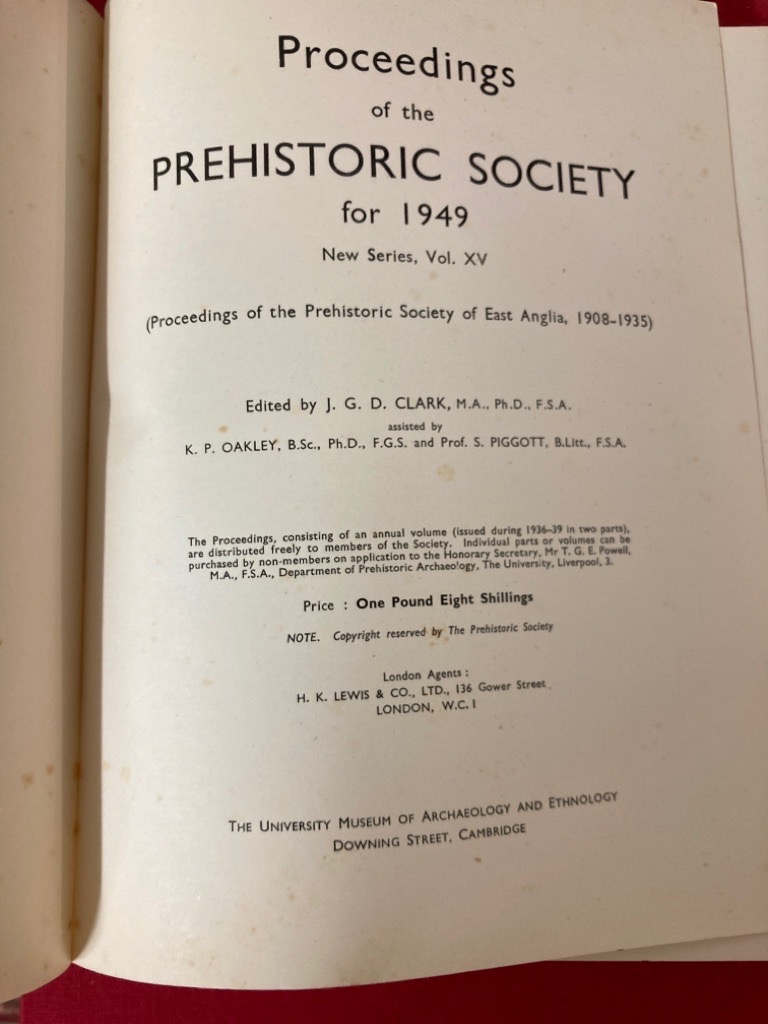 Proceedings
of the
PREHISTORIC SOCIETY
for 1949
New Series, Vol. XV
(Proceedings of the Prehistoric Society of East Anglia, 1908–1935)
Edited by J. G. D. CLARK, M.A., Ph.D., F.S.A.
assisted by
K. P. OAKLEY, B.Sc., Ph.D., F.G.S. and Prof. S. PIGGOTT, B.Litt., F.S.A.
The Proceedings, consisting of an annual volume (issued during 1936–39 in two parts),
are distributed freely to members of the Society. Individual parts or volumes can be
purchased by non-members on application to the Honorary Secretary, Mr T. G. E. Powell,
M.A., F.S.A., Department of Prehistoric Archaeology, The University, Liverpool, 3.
Price : One Pound Eight Shillings
NOTE. Copyright reserved by The Prehistoric Society
London Agents :
H. K. LEWIS & CO., LTD., 136 Gower Street,
LONDON, W.C.1
THE UNIVERSITY MUSEUM OF ARCHAEOLOGY AND ETHNOLOGY
DOWNING STREET, CAMBRIDGE